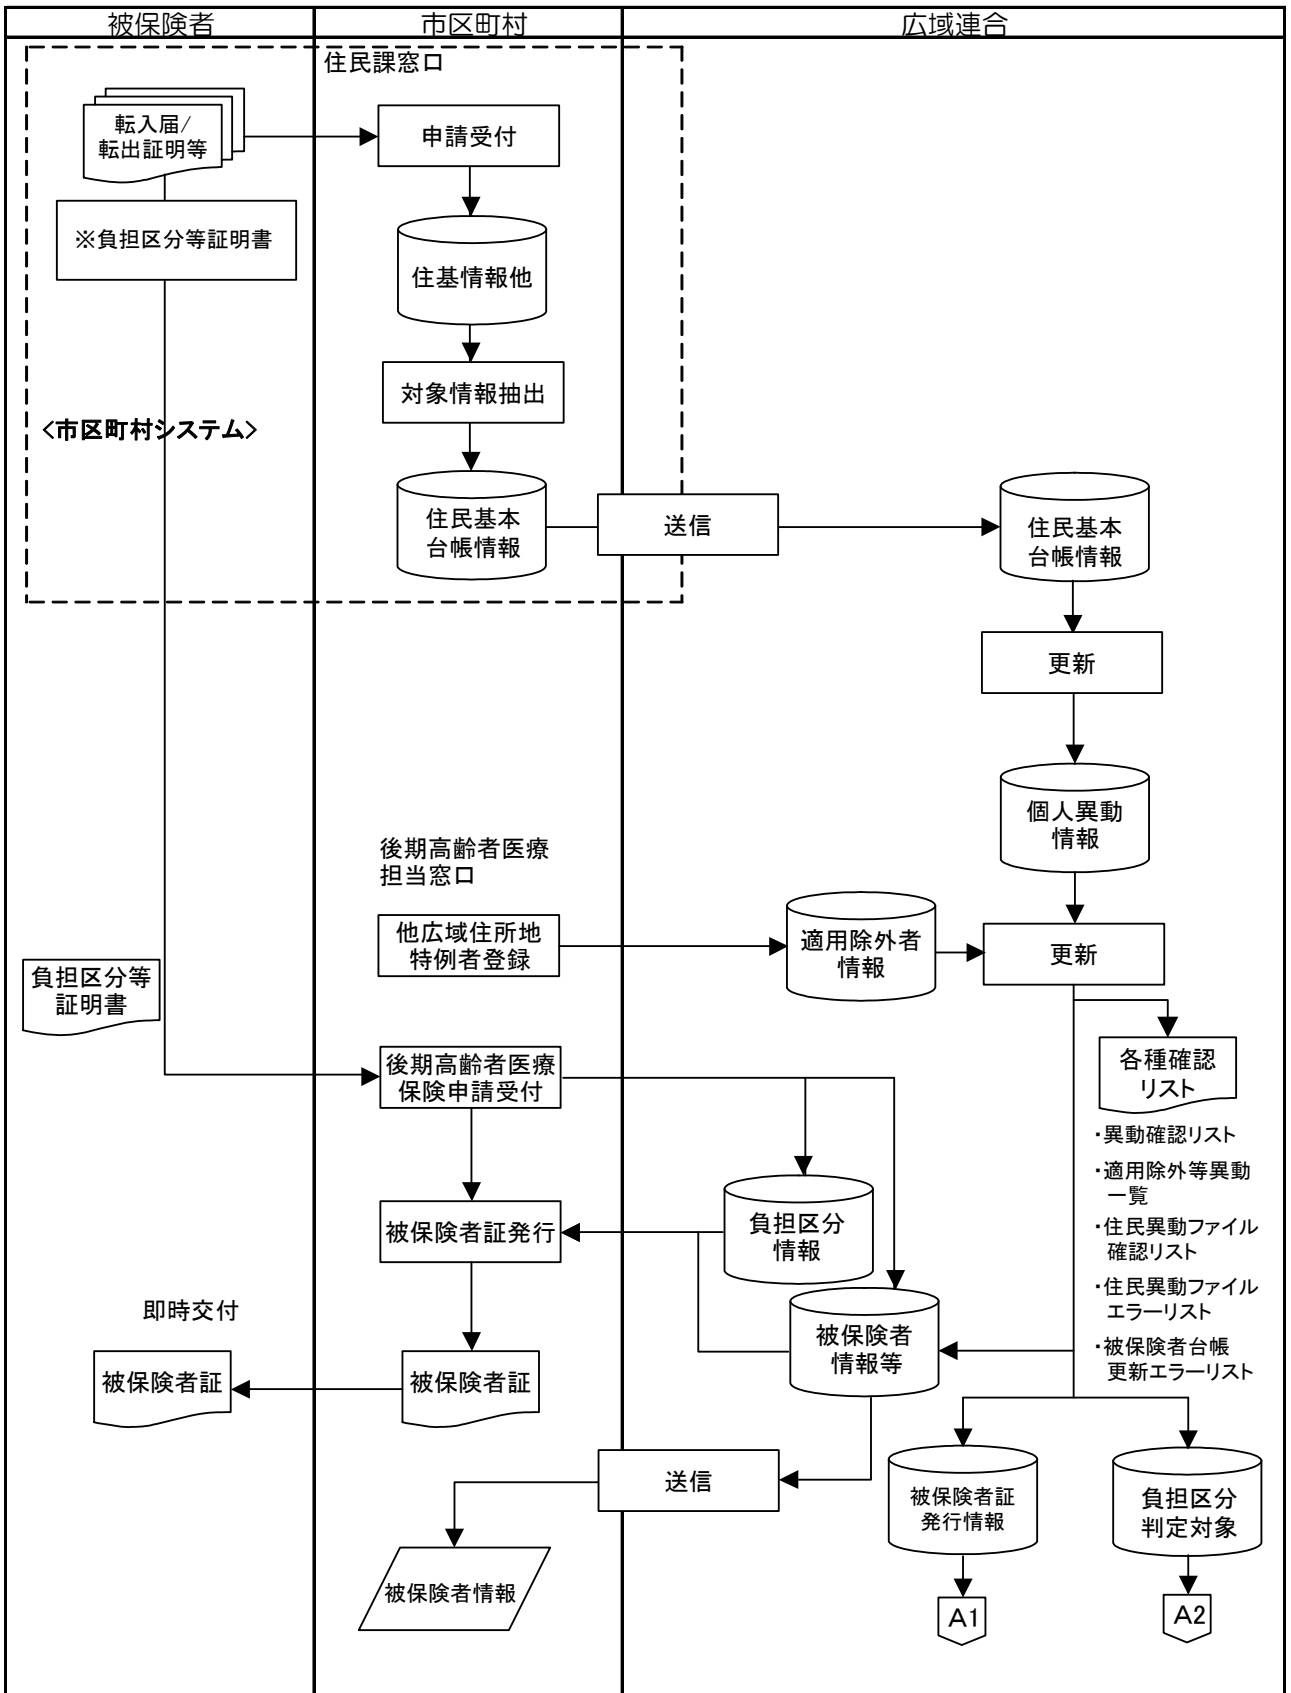 被保険者
市区町村
広域連合
住民課窓口
転入届/
転出証明等
申請受付
※負担区分等証明書
住基情報他
対象情報抽出
<市区町村システム>
住民基本
台帳情報
送信
住民基本
台帳情報
更新
個人異動
情報
後期高齢者医療
担当窓口
他広域住所地
特例者登録
適用除外者
情報
更新
負担区分等
証明書
後期高齢者医療
保険申請受付
各種確認
リスト
・異動確認リスト
・適用除外等異動
一覧
・住民異動ファイル
確認リスト
・住民異動ファイル
エラーリスト
・被保険者台帳
更新エラーリスト
被保険者証発行
負担区分
情報
即時交付
被保険者
情報等
被保険者証
被保険者証
送信
被保険者証
発行情報
負担区分
判定対象
被保険者情報
A1
A2